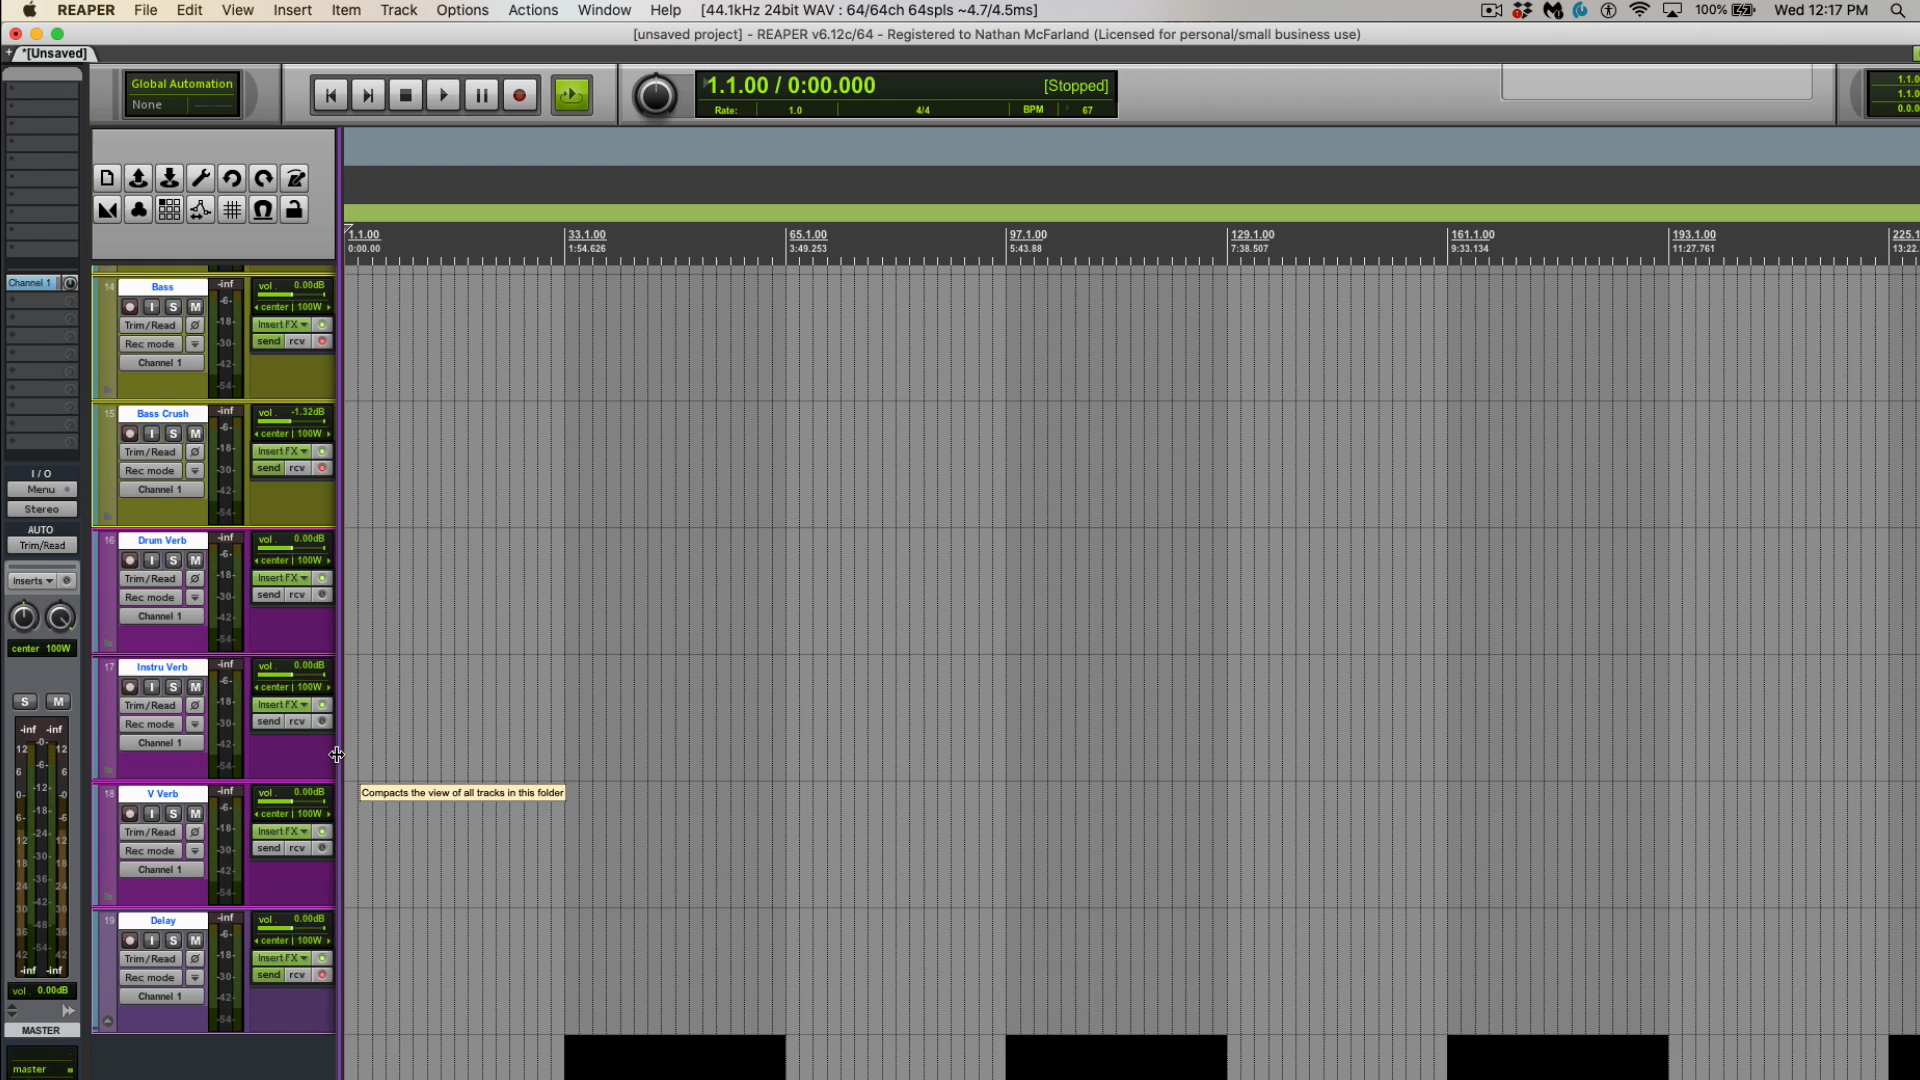 REAPER File Edit View Insert Item Track Options Actions Window Help [44.1kHz 24bit WAV : 64/64ch 64spls ~4.7/4.5ms] 100% Wed 12:17 PM
[unsaved project] - REAPER v6.12c/64 - Registered to Nathan McFarland (Licensed for personal/small business use)
+ *[Unsaved]
Global Automation
None
1.1.00 / 0:00.000 [Stopped]
Rate: 1.0 4/4 BPM 67
1.1.00 33.1.00 65.1.00 97.1.00 129.1.00 161.1.00 193.1.00
0:00.00 1:54.626 3:49.253 5:43.88 7:38.507 9:33.134 11:27.761
Channel 1
I / O
Menu
Stereo
AUTO
Trim/Read
Inserts
center 100W
S M
-inf -inf
12 -0- 12
6 -6- 6
0- -12- 0-
6- -18- 6-
12 -24- 12
18 -30- 18
24 -36- 24
30 -42- 30
36 -48- 36
42 -54- 42
-inf -inf
vol . 0.00dB
MASTER
master
14 Bass -inf vol . 0.00dB
I S M -6- center | 100W
Trim/Read Ø -18- Insert FX
Rec mode -30- send rcv
Channel 1 -42-
-54-
15 Bass Crush -inf vol . -1.32dB
I S M -6- center | 100W
Trim/Read Ø -18- Insert FX
Rec mode -30- send rcv
Channel 1 -42-
-54-
16 Drum Verb -inf vol . 0.00dB
I S M -6- center | 100W
Trim/Read Ø -18- Insert FX
Rec mode -30- send rcv
Channel 1 -42-
-54-
17 Instru Verb -inf vol . 0.00dB
I S M -6- center | 100W
Trim/Read Ø -18- Insert FX
Rec mode -30- send rcv
Channel 1 -42-
-54-
18 V Verb -inf vol . 0.00dB
I S M -6- center | 100W
Trim/Read Ø -18- Insert FX
Rec mode -30- send rcv
Channel 1 -42-
-54-
19 Delay -inf vol . 0.00dB
I S M -6- center | 100W
Trim/Read Ø -18- Insert FX
Rec mode -30- send rcv
Channel 1 -42-
-54-
Compacts the view of all tracks in this folder